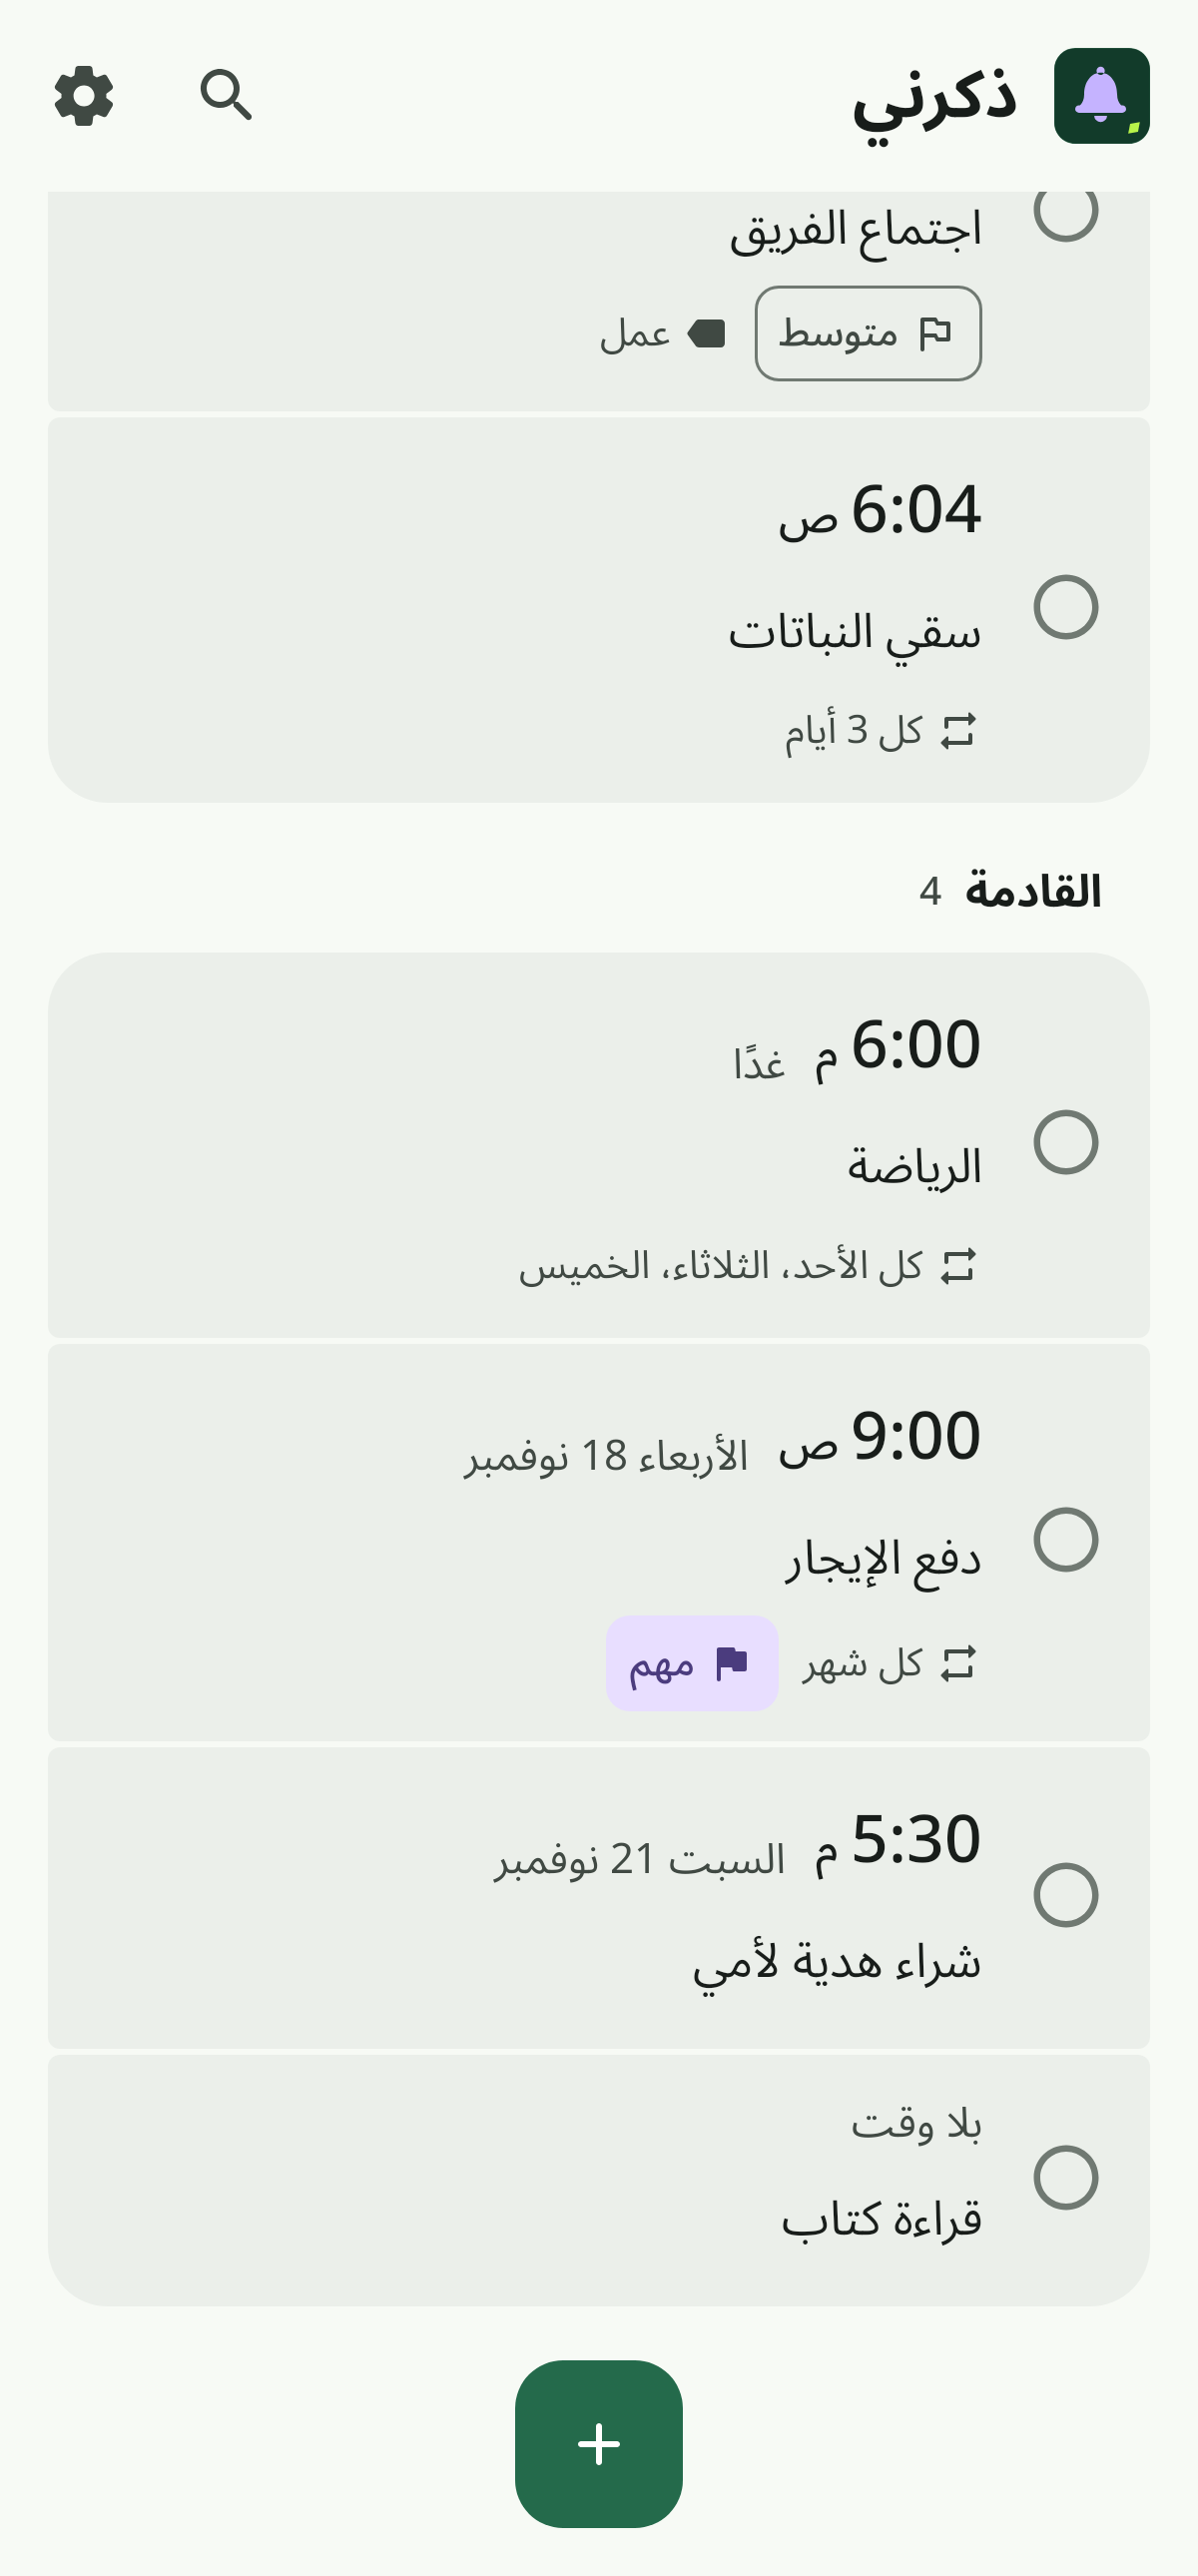 ذكرني
اجتماع الفريق
متوسط عمل
6:04 ص
سقي النباتات
كل 3 أيام
القادمة 4
6:00 م غدًا
الرياضة
كل الأحد، الثلاثاء، الخميس
9:00 ص الأربعاء 18 نوفمبر
دفع الإيجار
كل شهر مهم
5:30 م السبت 21 نوفمبر
شراء هدية لأمي
بلا وقت
قراءة كتاب